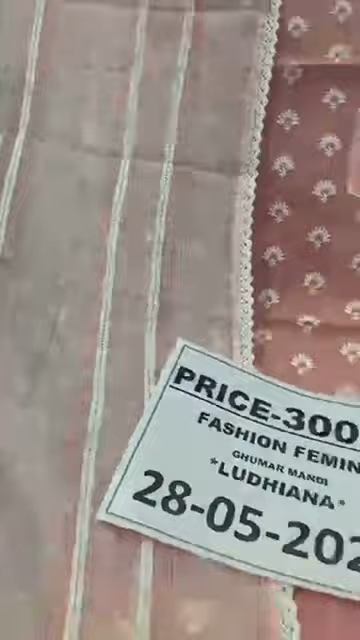 PRICE-300
FASHION FEMIN
GHUMAR MANDI
*LUDHIANA*
28-05-202